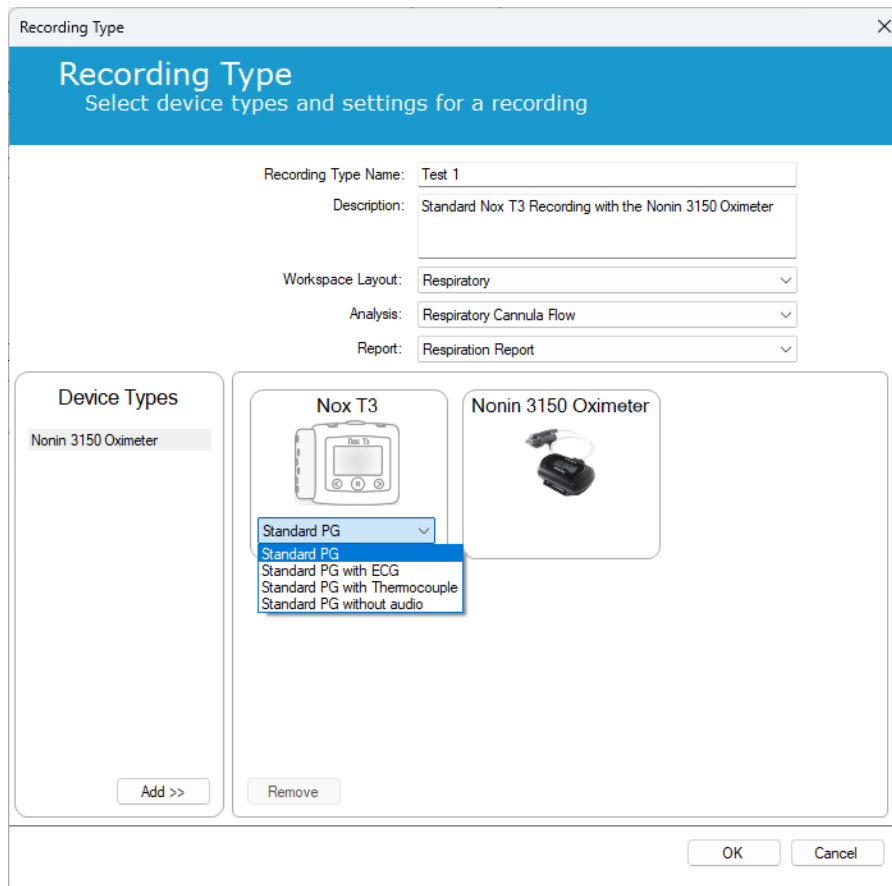 Recording Type
Recording Type
Select device types and settings for a recording
Recording Type Name: Test 1
Description: Standard Nox T3 Recording with the Nonin 3150 Oximeter
Workspace Layout: Respiratory
Analysis: Respiratory Cannula Flow
Report: Respiration Report
Device Types
Nonin 3150 Oximeter
Add >>
Nox T3
Nox T3
Standard PG
Standard PG
Standard PG with ECG
Standard PG with Thermocouple
Standard PG without audio
Nonin 3150 Oximeter
Remove
OK
Cancel